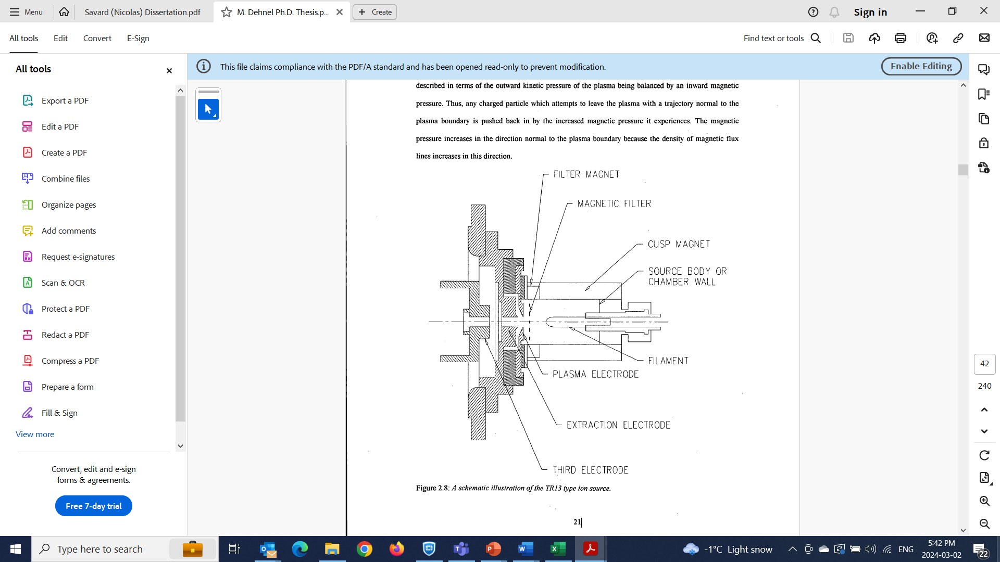 Menu
Savard (Nicolas) Dissertation.pdf
M. Dehnel Ph.D. Thesis.p...
Create
Sign in
All tools
Edit
Convert
E-Sign
Find text or tools
All tools
This file claims compliance with the PDF/A standard and has been opened read-only to prevent modification.
Enable Editing
Export a PDF
Edit a PDF
Create a PDF
Combine files
Organize pages
Add comments
Request e-signatures
Scan & OCR
Protect a PDF
Redact a PDF
Compress a PDF
Prepare a form
Fill & Sign
View more
Convert, edit and e-sign
forms & agreements.
Free 7-day trial
described in terms of the outward kinetic pressure of the plasma being balanced by an inward magnetic
pressure. Thus, any charged particle which attempts to leave the plasma with a trajectory normal to the
plasma boundary is pushed back in by the increased magnetic pressure it experiences. The magnetic
pressure increases in the direction normal to the plasma boundary because the density of magnetic flux
lines increases in this direction.
FILTER MAGNET
MAGNETIC FILTER
CUSP MAGNET
SOURCE BODY OR
CHAMBER WALL
FILAMENT
PLASMA ELECTRODE
EXTRACTION ELECTRODE
THIRD ELECTRODE
Figure 2.8: A schematic illustration of the TR13 type ion source.
21
42
240
Type here to search
-1°C Light snow
ENG
5:42 PM
2024-03-02
22